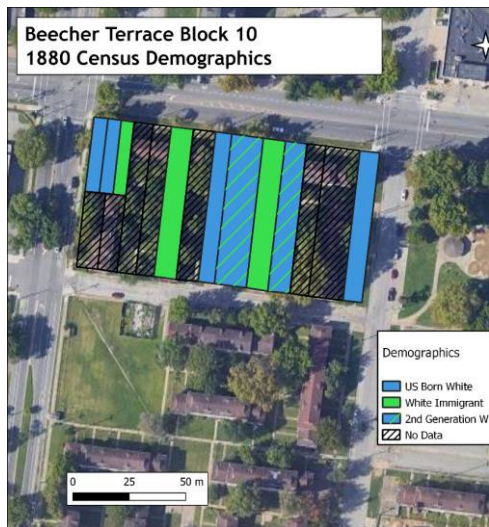 Beecher Terrace Block 10
1880 Census Demographics
Demographics
US Born White
White Immigrant
2nd Generation W
No Data
0 25 50 m